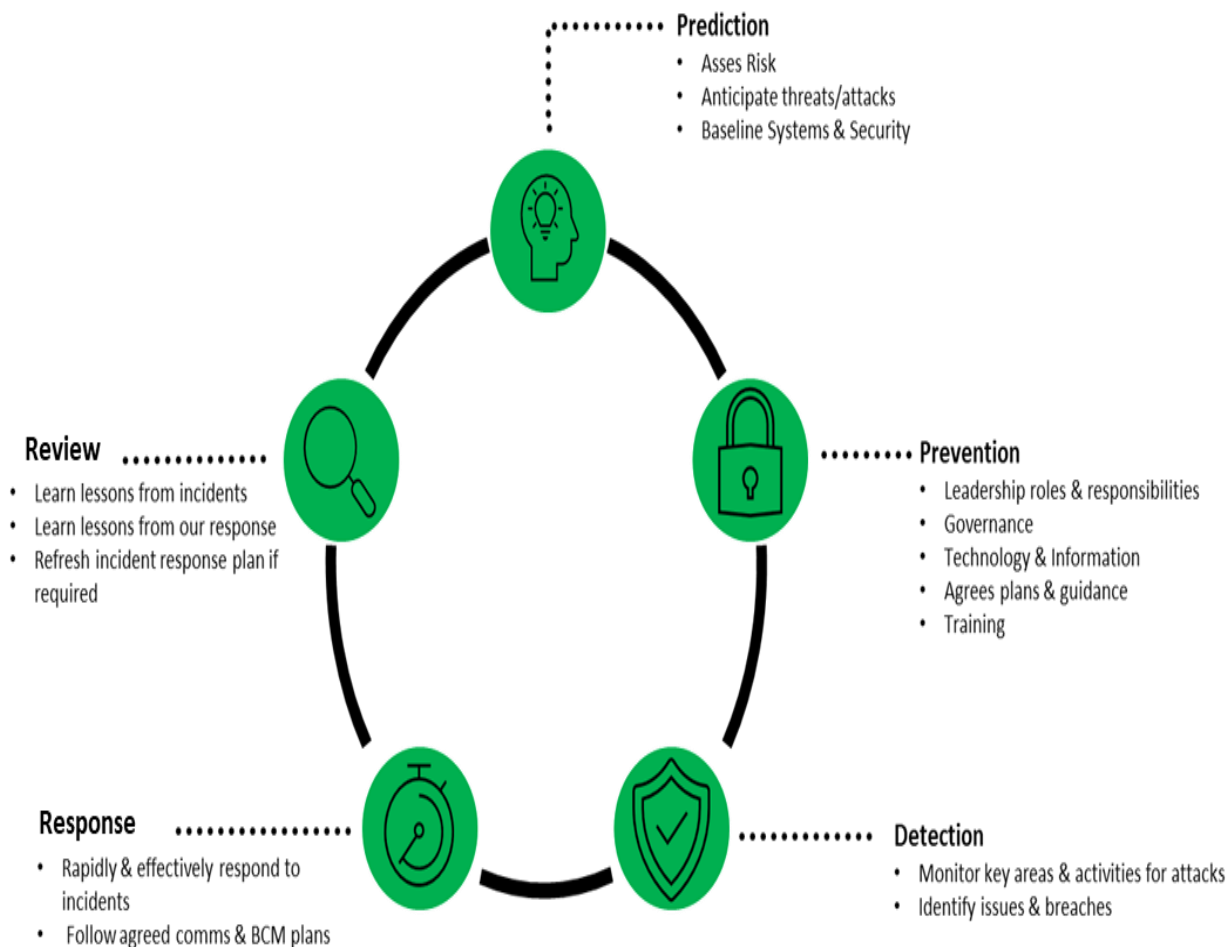 Prediction
• Asses Risk
• Anticipate threats/attacks
• Baseline Systems & Security
Prevention
• Leadership roles & responsibilities
• Governance
• Technology & Information
• Agrees plans & guidance
• Training
Detection
• Monitor key areas & activities for attacks
• Identify issues & breaches
Response
• Rapidly & effectively respond to
incidents
• Follow agreed comms & BCM plans
Review
• Learn lessons from incidents
• Learn lessons from our response
• Refresh incident response plan if
required